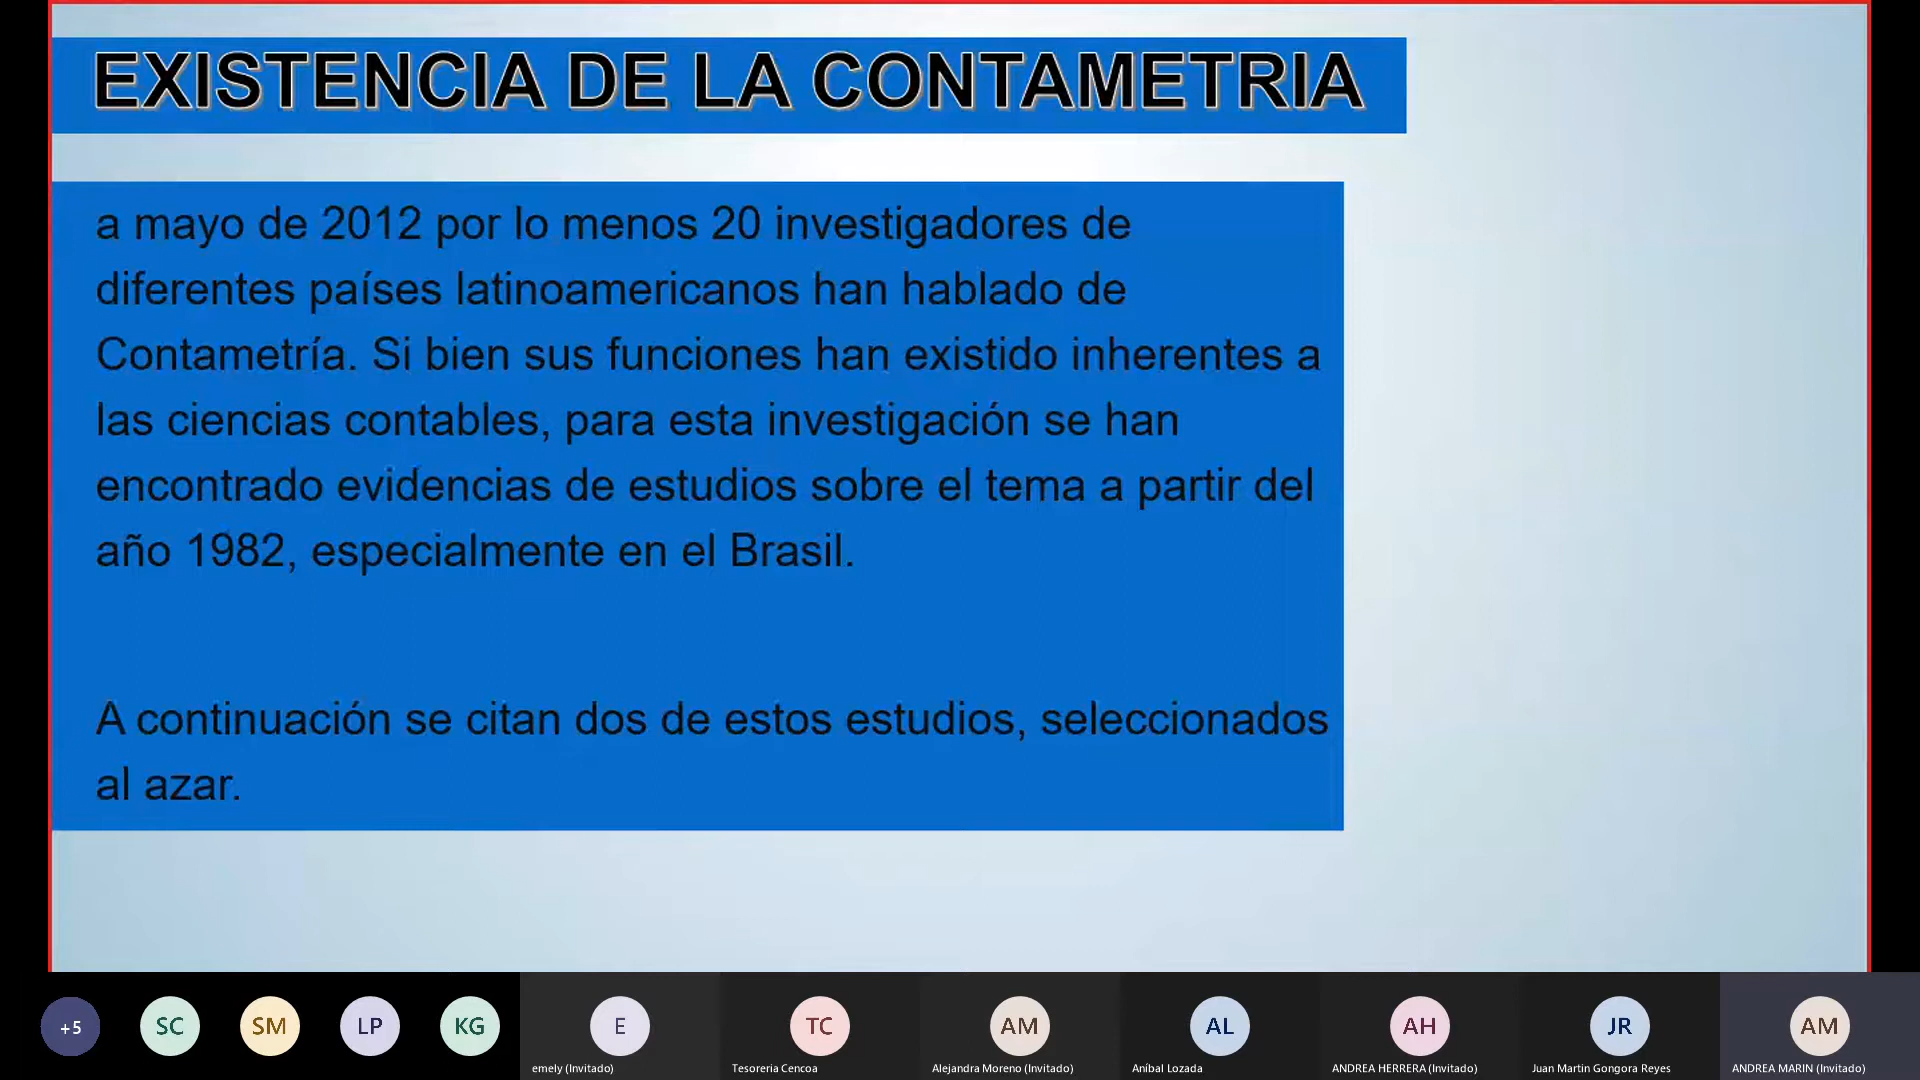 EXISTENCIA DE LA CONTAMETRIA
a mayo de 2012 por lo menos 20 investigadores de
diferentes países latinoamericanos han hablado de
Contametría. Si bien sus funciones han existido inherentes a
las ciencias contables, para esta investigación se han
encontrado evidencias de estudios sobre el tema a partir del
año 1982, especialmente en el Brasil.
A continuación se citan dos de estos estudios, seleccionados
al azar.
+5 SC SM LP KG E TC AM AL AH JR AM
emely (Invitado) Tesoreria Cencoa Alejandra Moreno (Invitado) Aníbal Lozada ANDREA HERRERA (Invitado) Juan Martin Gongora Reyes ANDREA MARIN (Invitado)